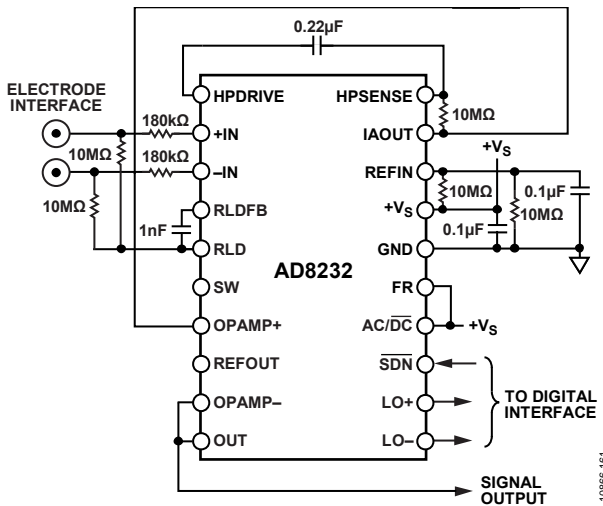 0.22µF
ELECTRODE
INTERFACE
HPDRIVE
HPSENSE
10MΩ
180kΩ
+IN
IAOUT
+VS
10MΩ
180kΩ
–IN
REFIN
10MΩ
0.1µF
10MΩ
RLDFB
+VS
10MΩ
1nF
0.1µF
RLD
GND
AD8232
SW
FR
OPAMP+
AC/DC
+VS
REFOUT
SDN
OPAMP–
LO+
TO DIGITAL
INTERFACE
OUT
LO–
SIGNAL
OUTPUT
10866-161